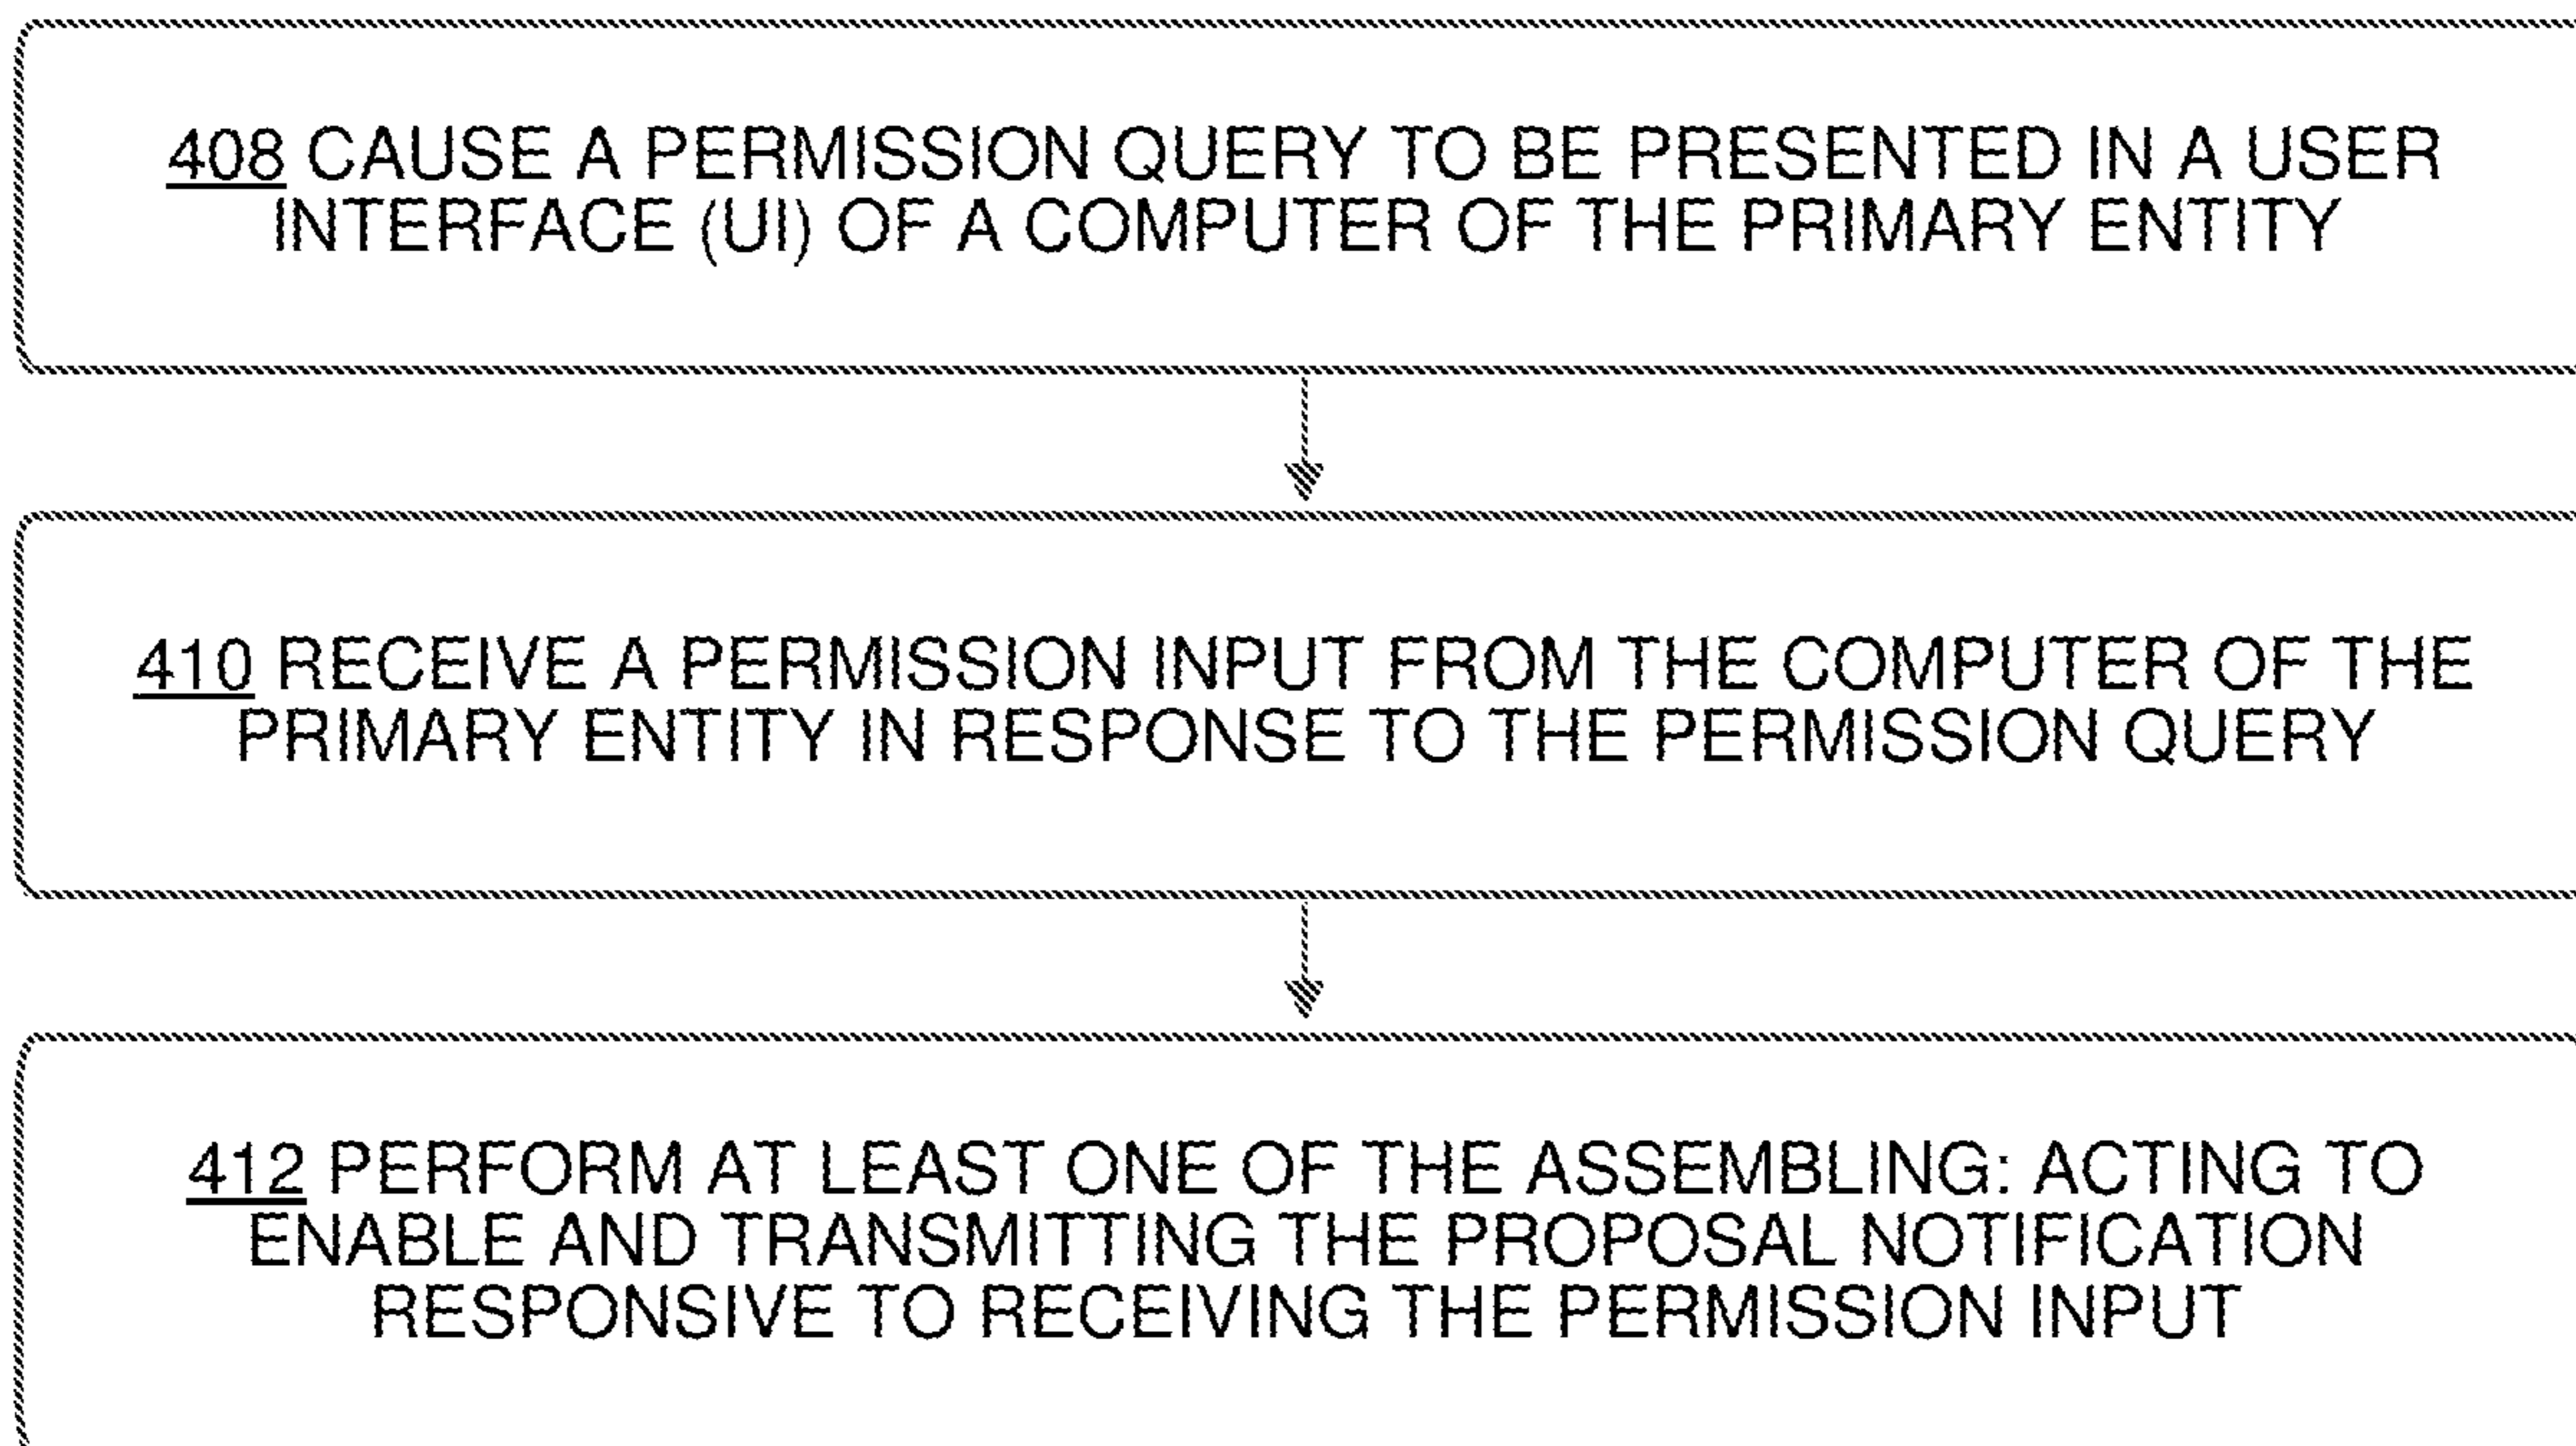 408 CAUSE A PERMISSION QUERY TO BE PRESENTED IN A USER
INTERFACE (UI) OF A COMPUTER OF THE PRIMARY ENTITY
410 RECEIVE A PERMISSION INPUT FROM THE COMPUTER OF THE
PRIMARY ENTITY IN RESPONSE TO THE PERMISSION QUERY
412 PERFORM AT LEAST ONE OF THE ASSEMBLING: ACTING TO
ENABLE AND TRANSMITTING THE PROPOSAL NOTIFICATION
RESPONSIVE TO RECEIVING THE PERMISSION INPUT